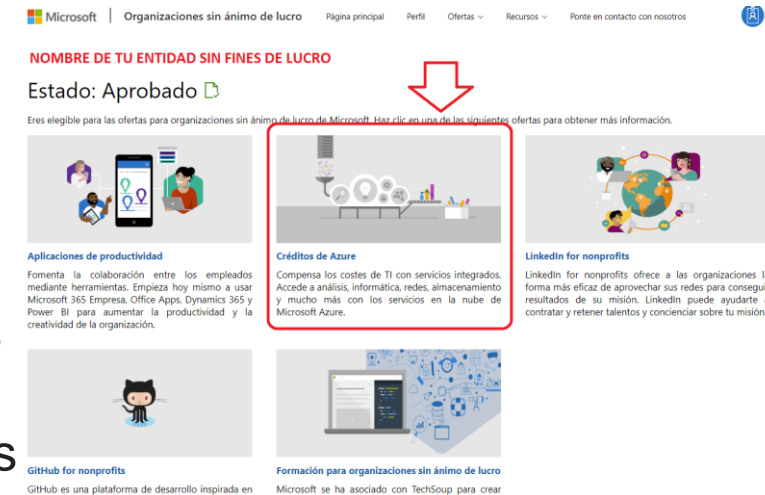 Microsoft Organizaciones sin ánimo de lucro Página principal Perfil Ofertas Recursos Ponte en contacto con nosotros
NOMBRE DE TU ENTIDAD SIN FINES DE LUCRO
Estado: Aprobado
Eres elegible para las ofertas para organizaciones sin ánimo de lucro de Microsoft. Haz clic en una de las siguientes ofertas para obtener más información.
Aplicaciones de productividad
Fomenta la colaboración entre los empleados
mediante herramientas. Empieza hoy mismo a usar
Microsoft 365 Empresa, Office Apps, Dynamics 365 y
Power BI para aumentar la productividad y la
creatividad de la organización.
Créditos de Azure
Compensa los costes de TI con servicios integrados.
Accede a análisis, informática, redes, almacenamiento
y mucho más con los servicios en la nube de
Microsoft Azure.
LinkedIn for nonprofits
LinkedIn for nonprofits ofrece a las organizaciones
forma más eficaz de aprovechar sus redes para
resultados de su misión. LinkedIn puede ayudarte
contratar y retener talentos y concienciar sobre tu misión
s
GitHub for nonprofits
GitHub es una plataforma de desarrollo inspirada en
Formación para organizaciones sin ánimo de lucro
Microsoft se ha asociado con TechSoup para crear